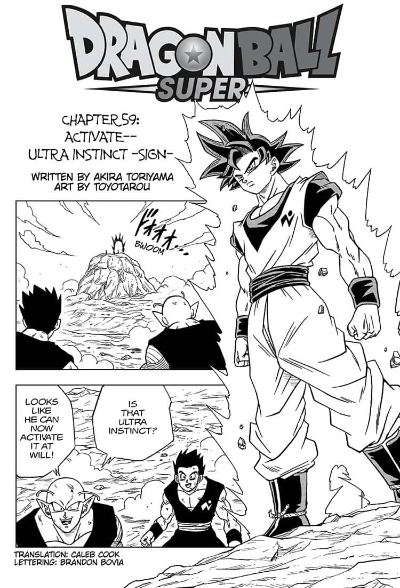 DRAGON BALL
SUPER
CHAPTER 59:
ACTIVATE--
ULTRA INSTINCT -SIGN-
WRITTEN BY AKIRA TORIYAMA
ART BY TOYOTAROU
ドオオオ…
BWOOM
LOOKS
LIKE HE
CAN
NOW
ACTIVATE
IT AT
WILL!
IS
THAT
ULTRA
INSTINCT?
TRANSLATION: CALEB COOK
LETTERING: BRANDON BOVIA